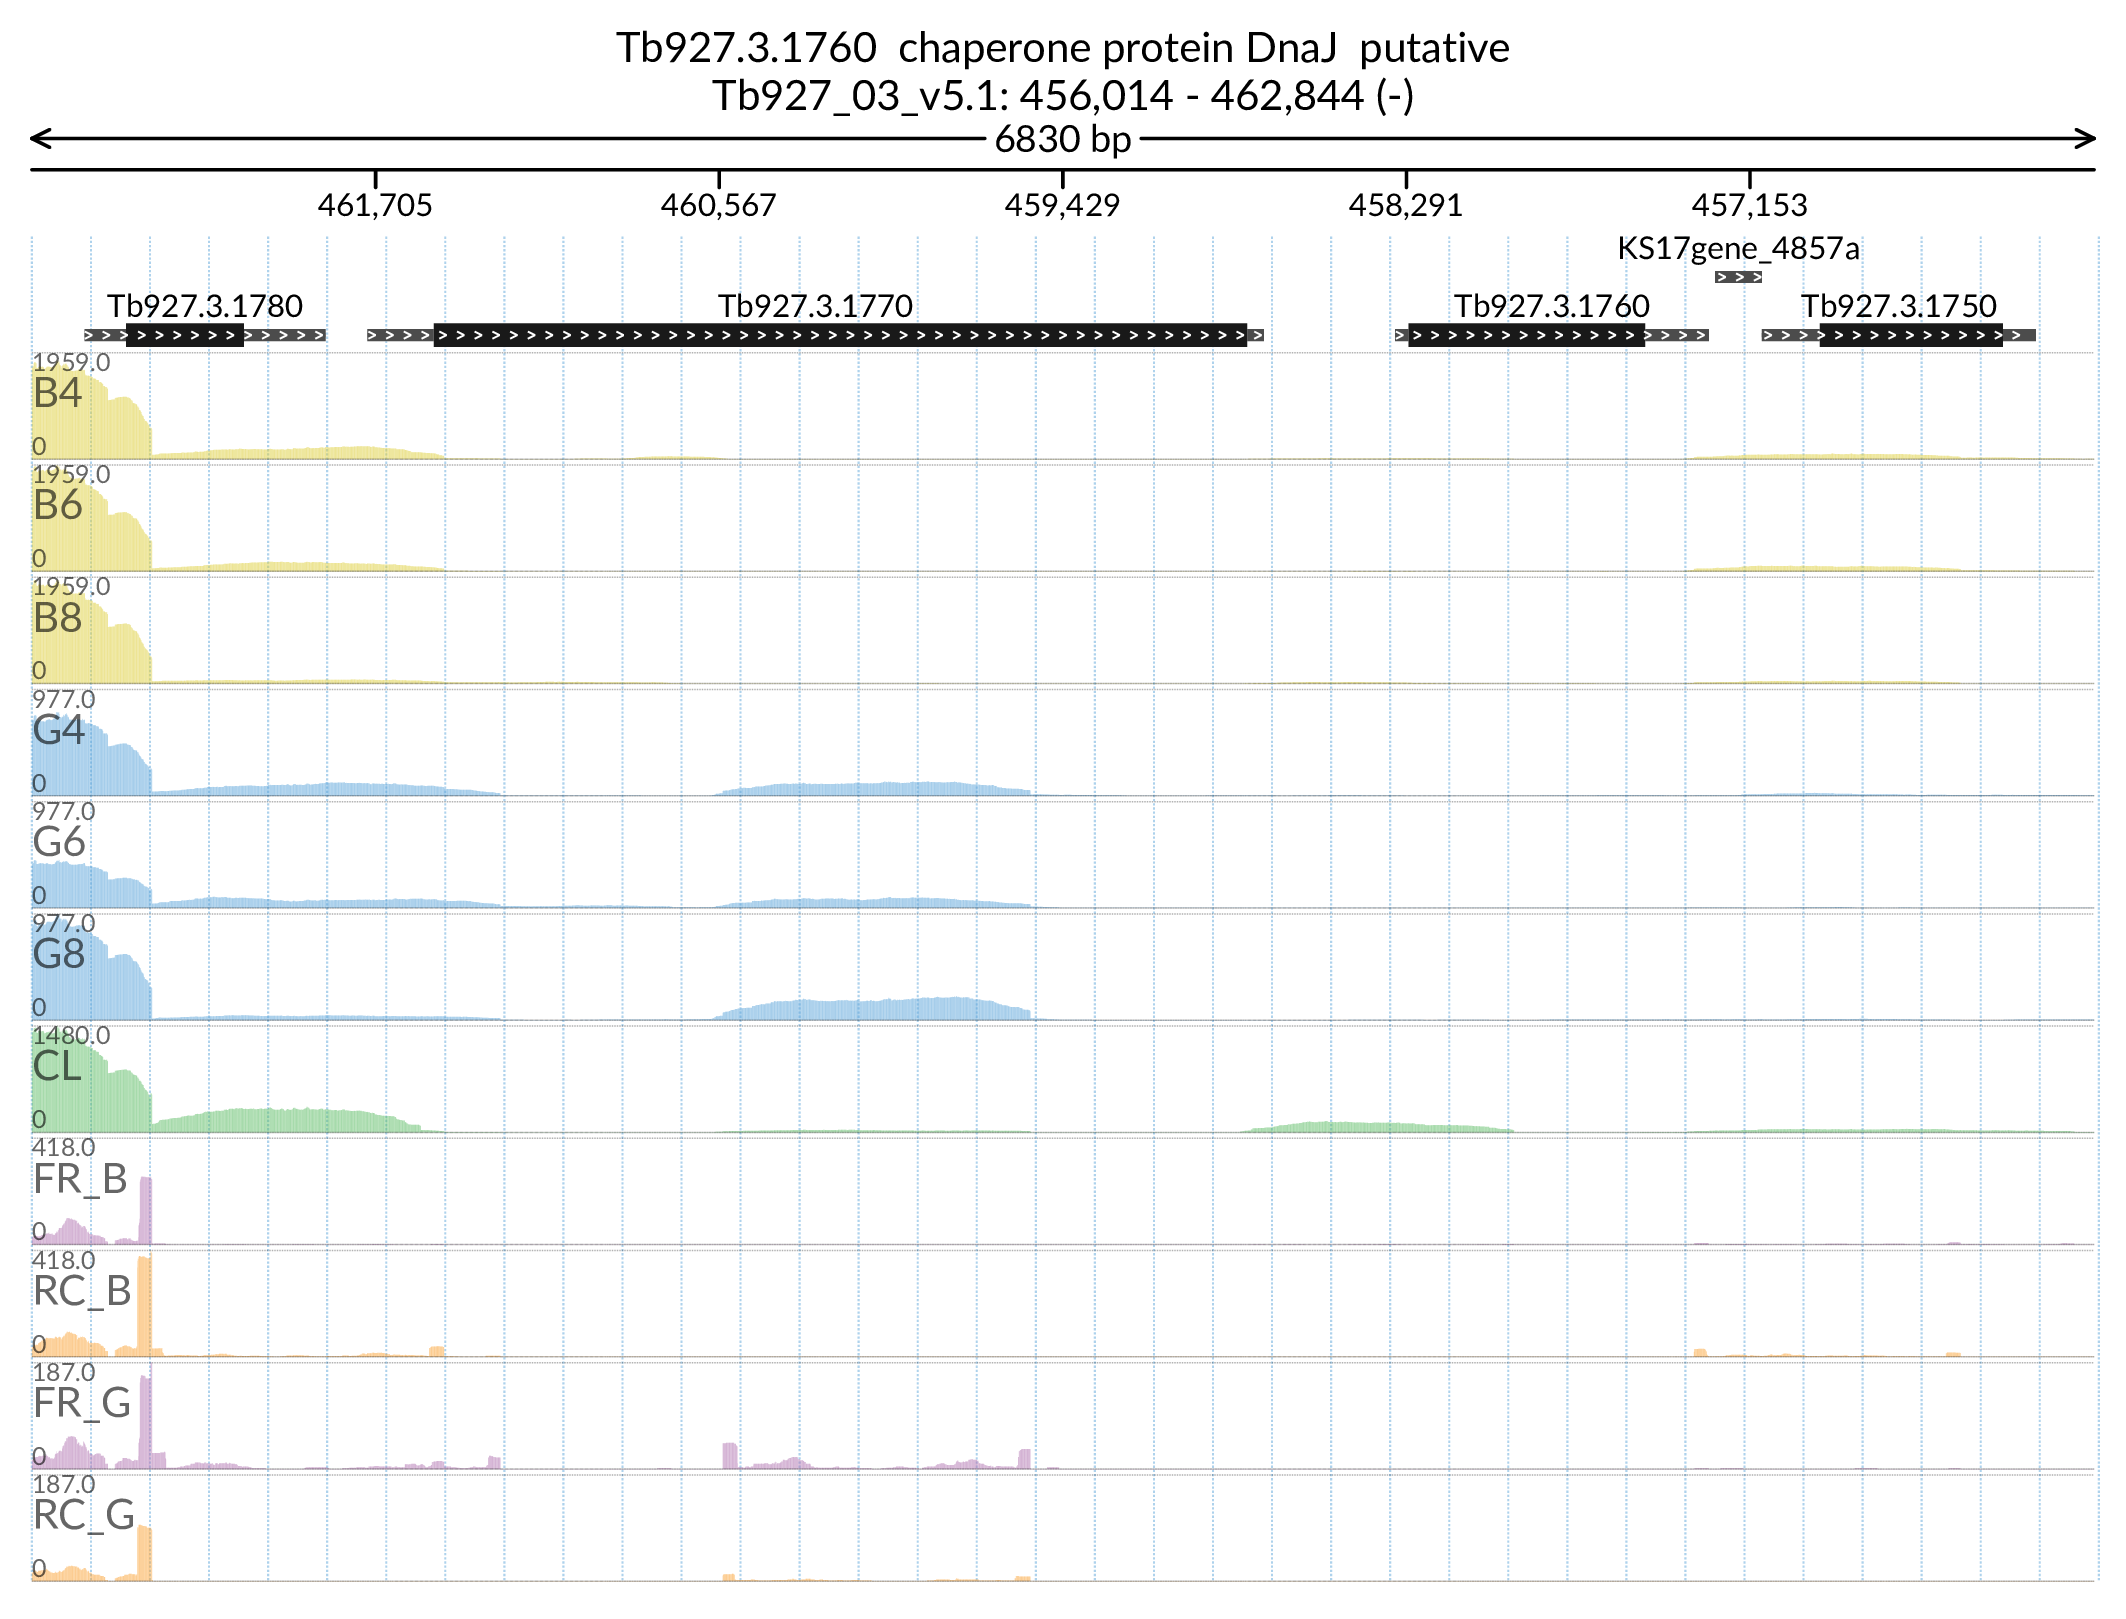 Tb927.3.1760  chaperone protein DnaJ  putative
Tb927_03_v5.1: 456,014 - 462,844 (-)
6830 bp
461,705 460,567 459,429 458,291 457,153
KS17gene_4857a
Tb927.3.1780 Tb927.3.1770 Tb927.3.1760 Tb927.3.1750
1959.0
B4
0
1959.0
B6
0
1959.0
B8
0
977.0
G4
0
977.0
G6
0
977.0
G8
0
1480.0
CL
0
418.0
FR_B
0
418.0
RC_B
0
187.0
FR_G
0
187.0
RC_G
0